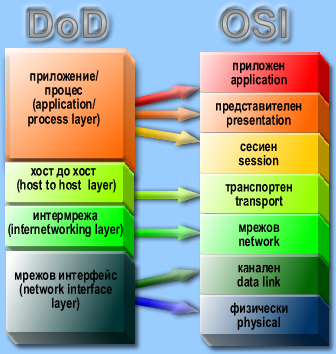 DoD
OSI
приложение/
процес
(application/
process layer)
хост до хост
(host to host layer)
интермрежа
(internetworking layer)
мрежов интерфейс
(network interface
layer)
приложен
application
представителен
presentation
сесиен
session
транспортен
transport
мрежов
network
канален
data link
физически
physical